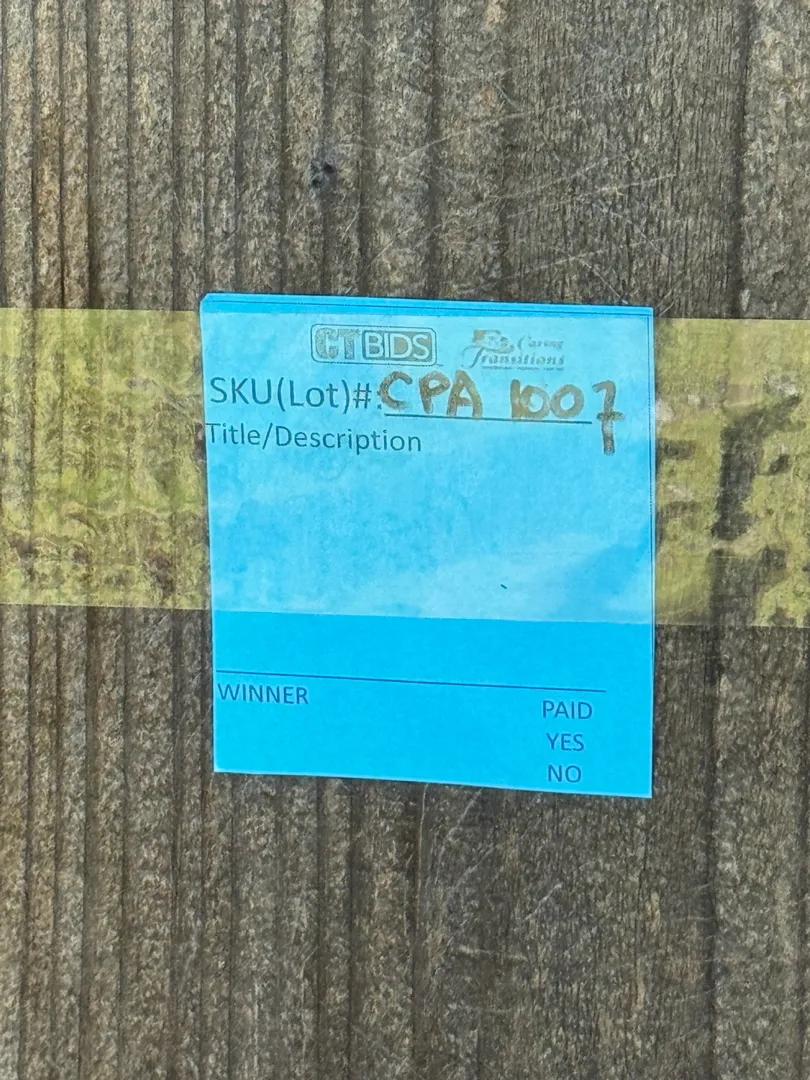 CTBIDS Caring Transitions
SKU(Lot)#: CPA 1007
Title/Description
WINNER
PAID
YES
NO